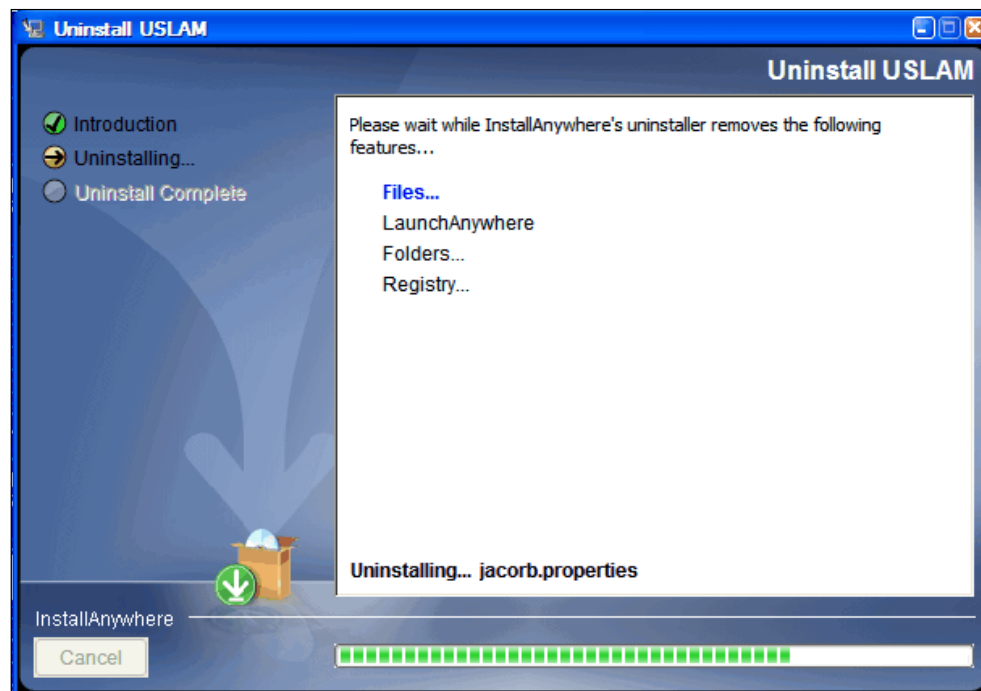 Uninstall USLAM
Uninstall USLAM
Introduction
Uninstalling...
Uninstall Complete
Please wait while InstallAnywhere's uninstaller removes the following
features...
Files...
LaunchAnywhere
Folders...
Registry...
Uninstalling... jacorb.properties
InstallAnywhere
Cancel